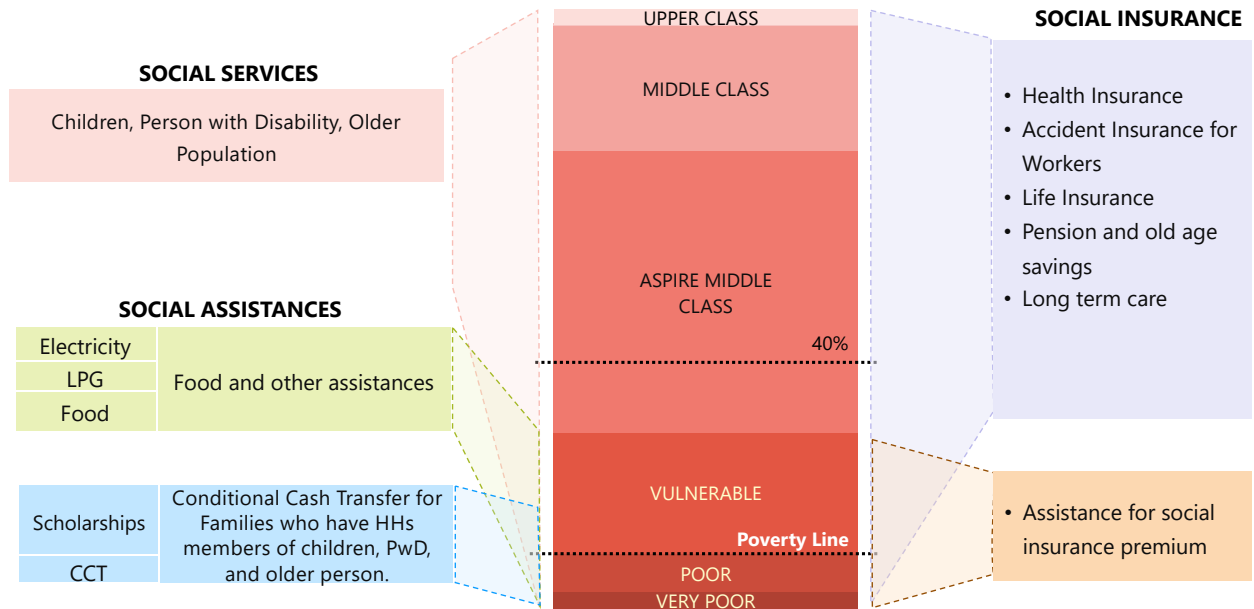 SOCIAL SERVICES
Children, Person with Disability, Older
Population
SOCIAL ASSISTANCES
Electricity
LPG
Food
Food and other assistances
Scholarships
CCT
Conditional Cash Transfer for
Families who have HHs
members of children, PwD,
and older person.
UPPER CLASS
MIDDLE CLASS
ASPIRE MIDDLE
CLASS
40%
VULNERABLE
Poverty Line
POOR
VERY POOR
SOCIAL INSURANCE
• Health Insurance
• Accident Insurance for
Workers
• Life Insurance
• Pension and old age
savings
• Long term care
• Assistance for social
insurance premium